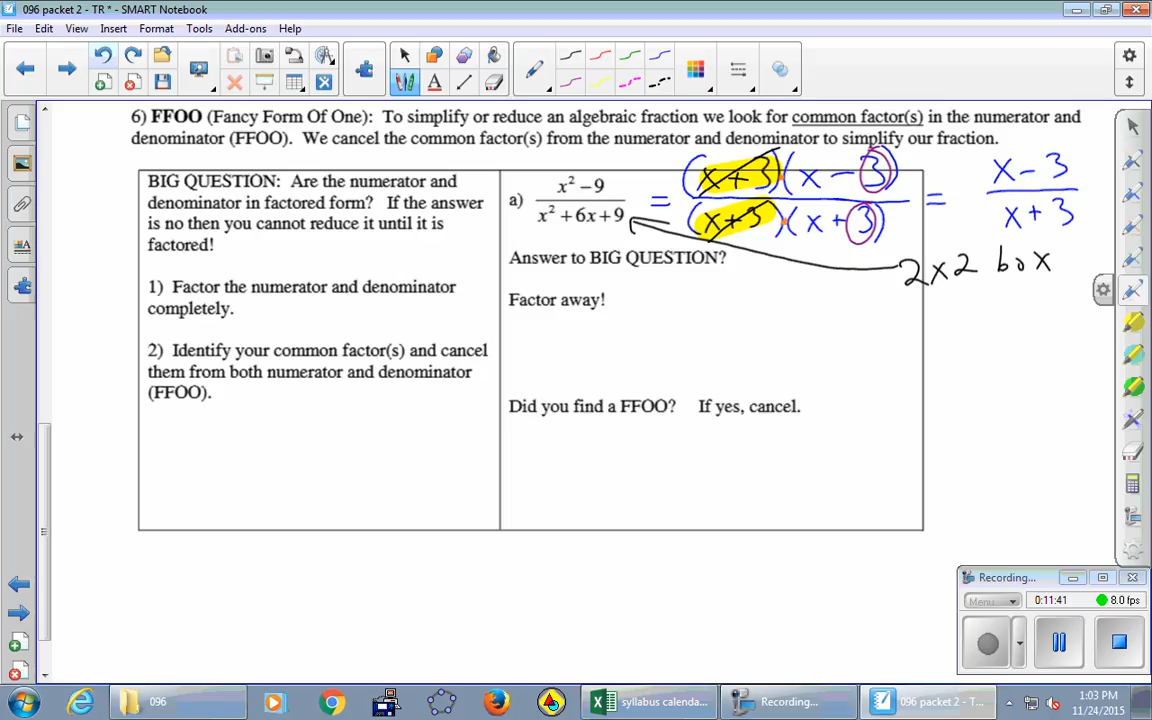 096 packet 2 - TR * - SMART Notebook
File Edit View Insert Format Tools Add-ons Help
6) FFOO (Fancy Form Of One): To simplify or reduce an algebraic fraction we look for common factor(s) in the numerator and
denominator (FFOO). We cancel the common factor(s) from the numerator and denominator to simplify our fraction.
BIG QUESTION: Are the numerator and
denominator in factored form? If the answer
is no then you cannot reduce it until it is
factored!
1) Factor the numerator and denominator
completely.
2) Identify your common factor(s) and cancel
them from both numerator and denominator
(FFOO).
a) x² − 9 / x² + 6x + 9 = (x + 3)(x − 3) / (x + 3)(x + 3) = x − 3 / x + 3
2x2 box
Answer to BIG QUESTION?
Factor away!
Did you find a FFOO? If yes, cancel.
Recording...
Menu 0:11:41 8.0 fps
096
syllabus calenda...
Recording...
096 packet 2 - T...
1:03 PM
11/24/2015